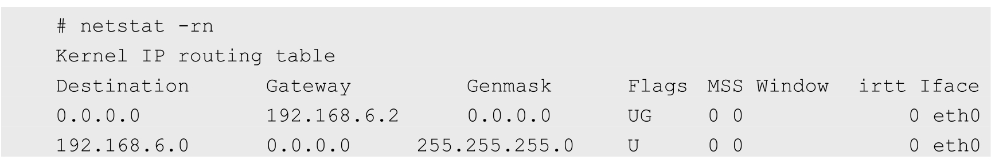 # netstat -rn
Kernel IP routing table
Destination Gateway Genmask Flags MSS Window irtt Iface
0.0.0.0 192.168.6.2 0.0.0.0 UG 0 0 0 eth0
192.168.6.0 0.0.0.0 255.255.255.0 U 0 0 0 eth0